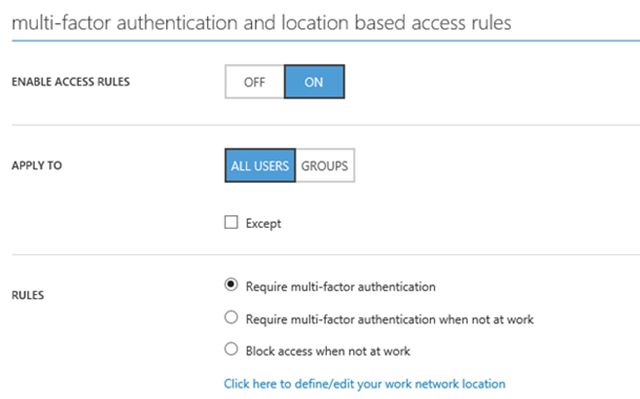 multi-factor authentication and location based access rules
ENABLE ACCESS RULES OFF ON
APPLY TO ALL USERS GROUPS
Except
RULES
Require multi-factor authentication
Require multi-factor authentication when not at work
Block access when not at work
Click here to define/edit your work network location